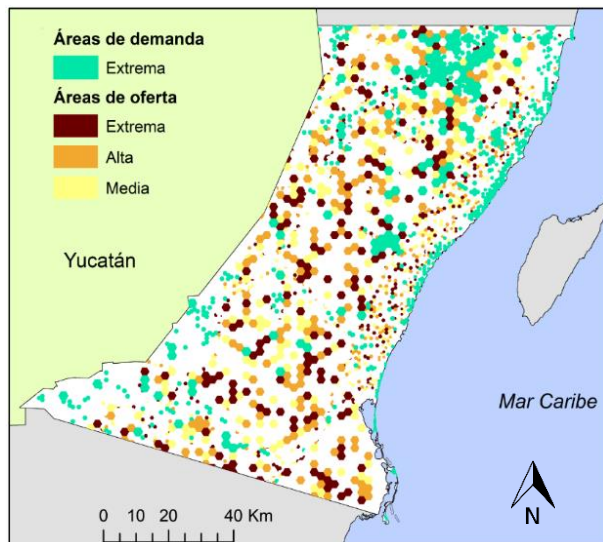 Áreas de demanda
Extrema
Áreas de oferta
Extrema
Alta
Media
Yucatán
Mar Caribe
0 10 20 40 Km
N